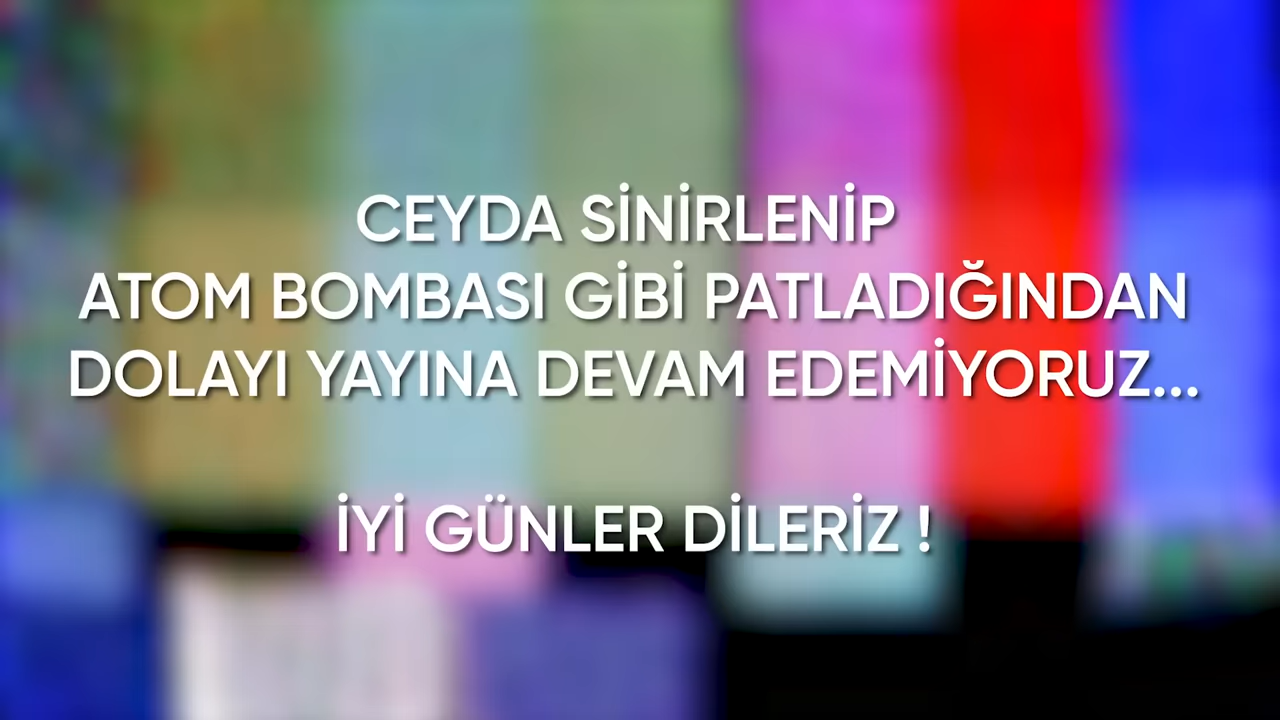 CEYDA SİNİRLENİP
ATOM BOMBASI GİBİ PATLADIĞINDAN
DOLAYI YAYINA DEVAM EDEMİYORUZ...
İYİ GÜNLER DİLERİZ !